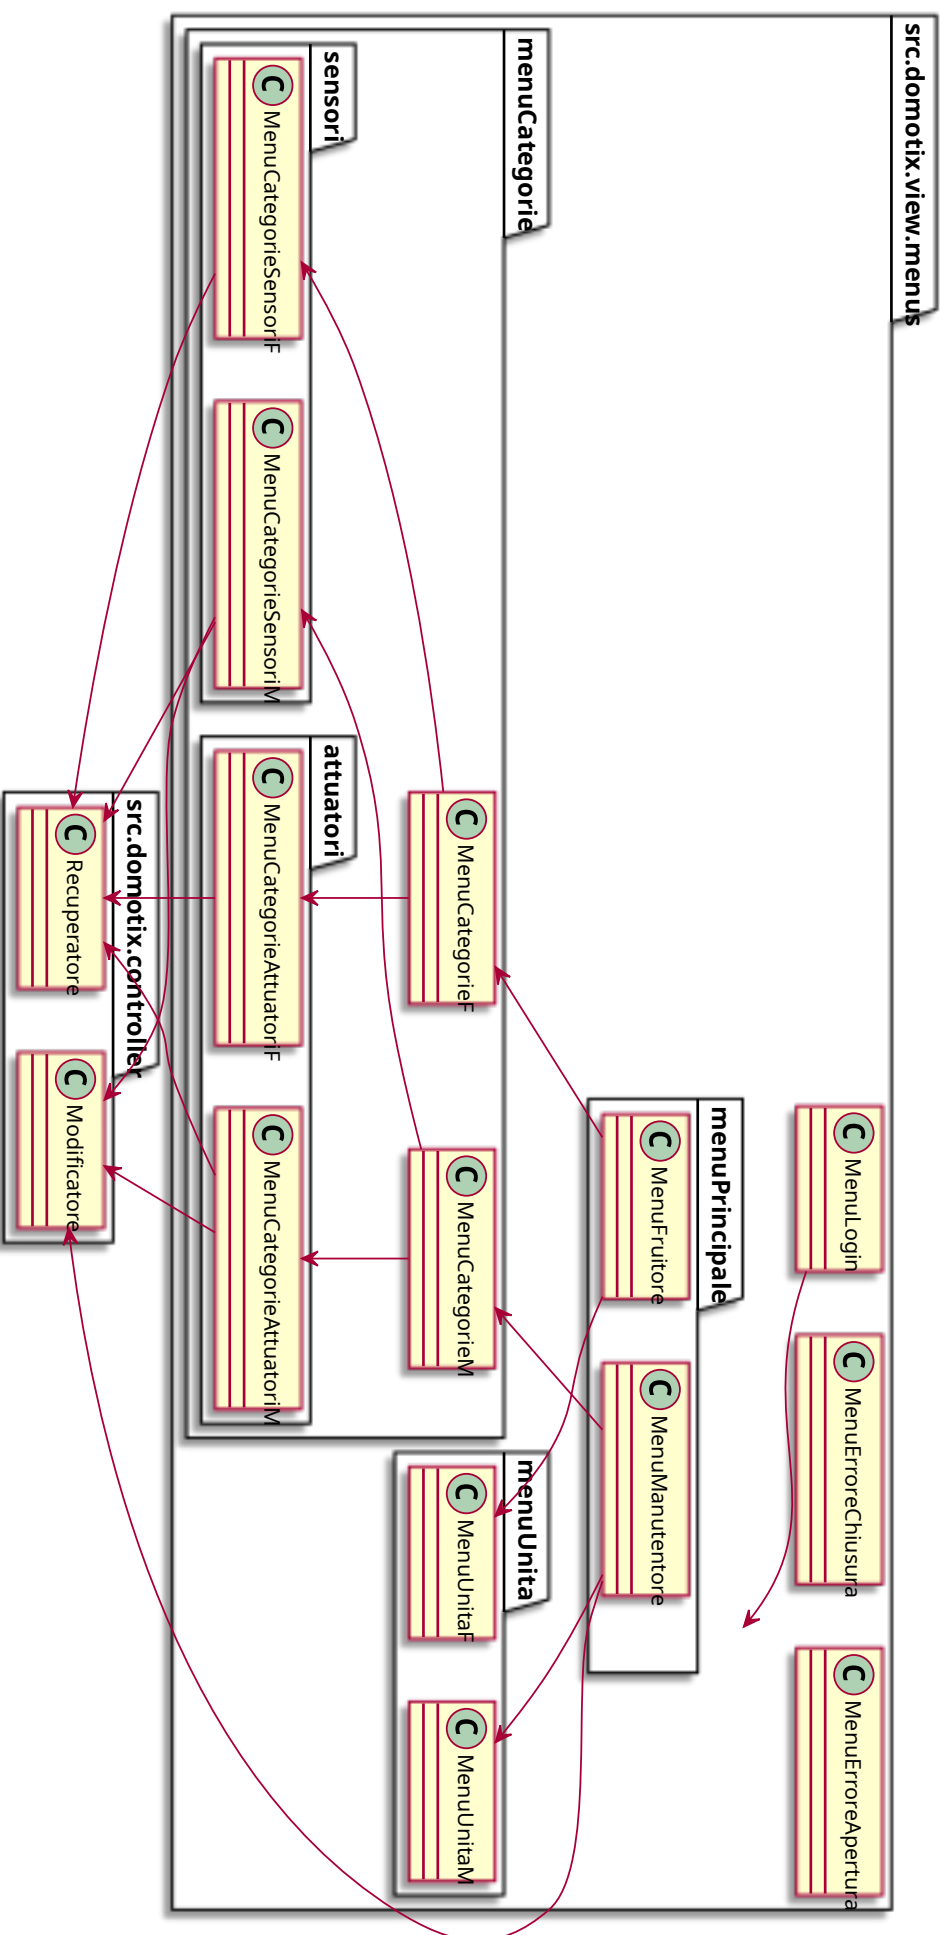 src.domotix.view.menus
C MenuLogin
C MenuErroreChiusura
C MenuErroreApertura
menuPrincipale
C MenuFruitore
C MenuManutentore
menuCategorie
C MenuCategorieF
C MenuCategorieM
menuUnita
C MenuUnitaF
C MenuUnitaM
sensori
C MenuCategorieSensoriF
C MenuCategorieSensoriM
attuatori
C MenuCategorieAttuatoriF
C MenuCategorieAttuatoriM
src.domotix.controller
C Recuperatore
C Modificatore